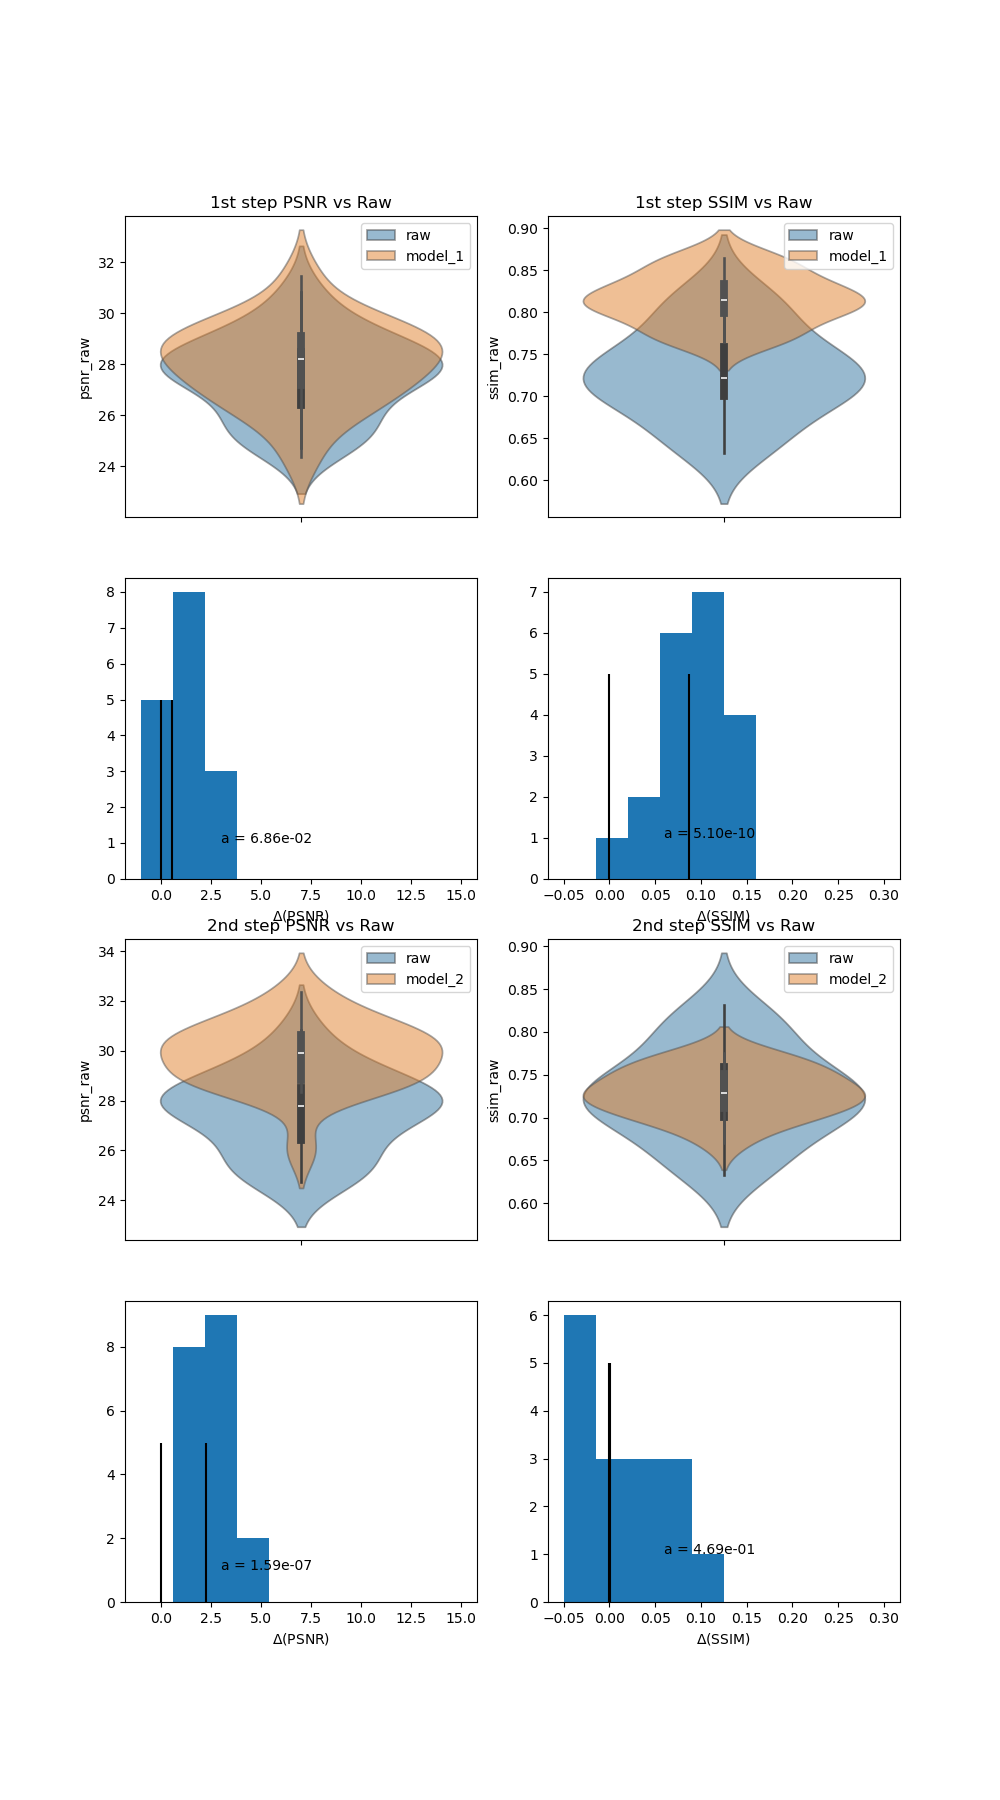 1st step PSNR vs Raw
psnr_raw
32
30
28
26
24
raw
model_1
1st step SSIM vs Raw
ssim_raw
0.90
0.85
0.80
0.75
0.70
0.65
0.60
raw
model_1
8
7
6
5
4
3
2
1
0
a = 6.86e-02
0.0 2.5 5.0 7.5 10.0 12.5 15.0
Δ(PSNR)
7
6
5
4
3
2
1
0
a = 5.10e-10
−0.05 0.00 0.05 0.10 0.15 0.20 0.25 0.30
Δ(SSIM)
2nd step PSNR vs Raw
psnr_raw
34
32
30
28
26
24
raw
model_2
2nd step SSIM vs Raw
ssim_raw
0.90
0.85
0.80
0.75
0.70
0.65
0.60
raw
model_2
8
6
4
2
0
a = 1.59e-07
0.0 2.5 5.0 7.5 10.0 12.5 15.0
Δ(PSNR)
6
5
4
3
2
1
0
a = 4.69e-01
−0.05 0.00 0.05 0.10 0.15 0.20 0.25 0.30
Δ(SSIM)